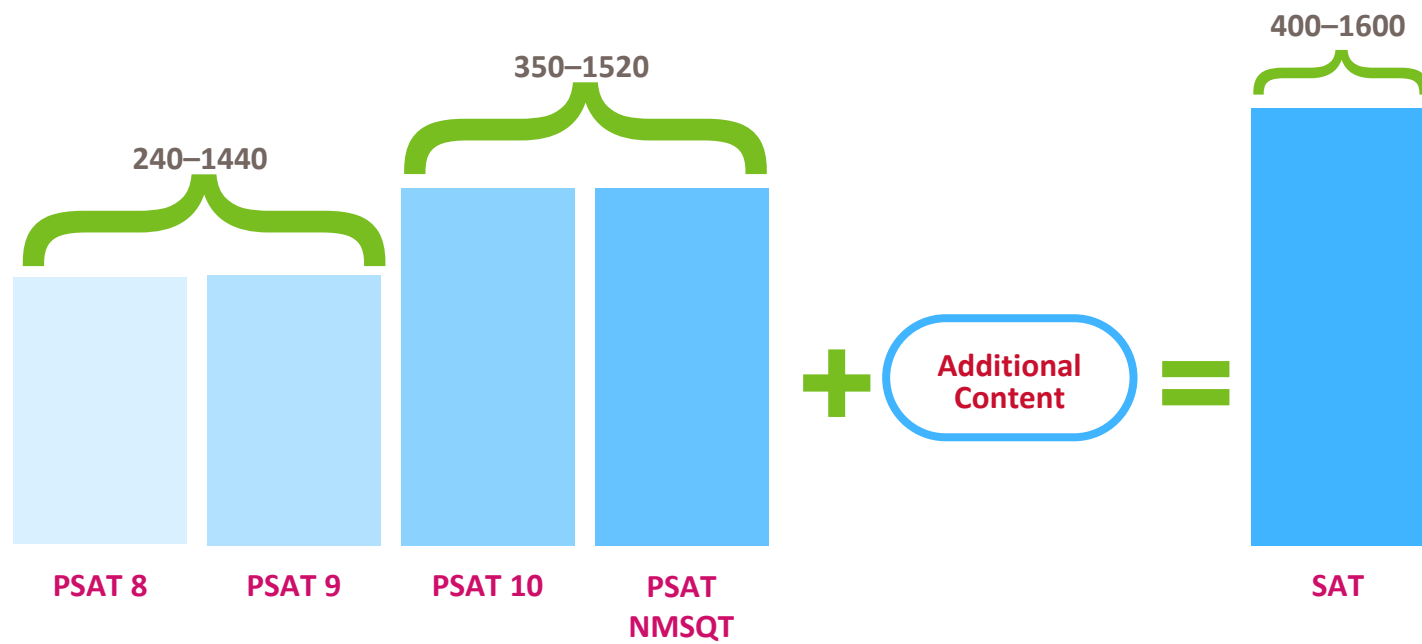 400–1600
350–1520
240–1440
Additional
Content
PSAT 8
PSAT 9
PSAT 10
PSAT
NMSQT
SAT